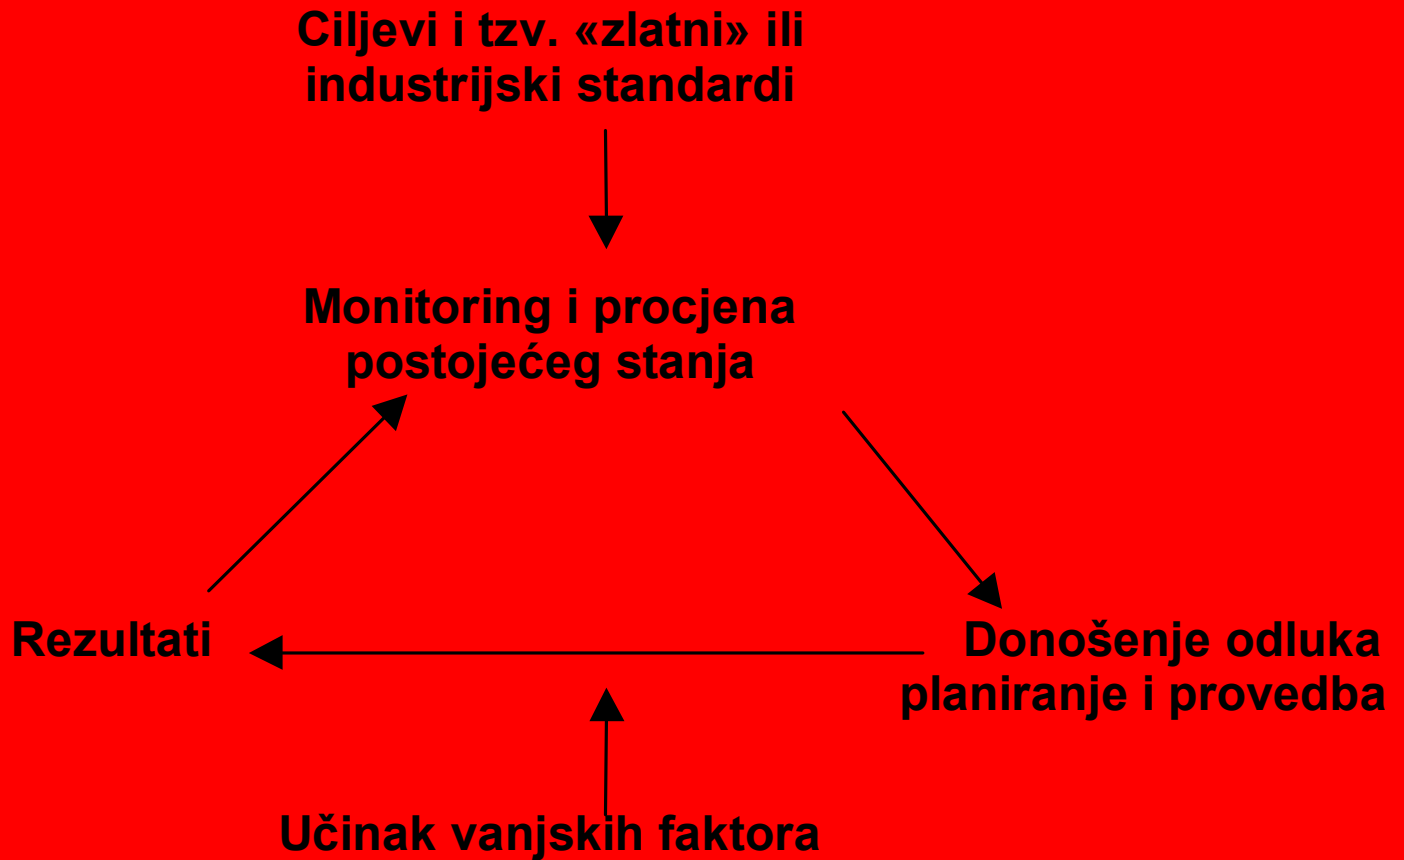 Ciljevi i tzv. «zlatni» ili
industrijski standardi
Monitoring i procjena
postojećeg stanja
Rezultati
Donošenje odluka
planiranje i provedba
Učinak vanjskih faktora